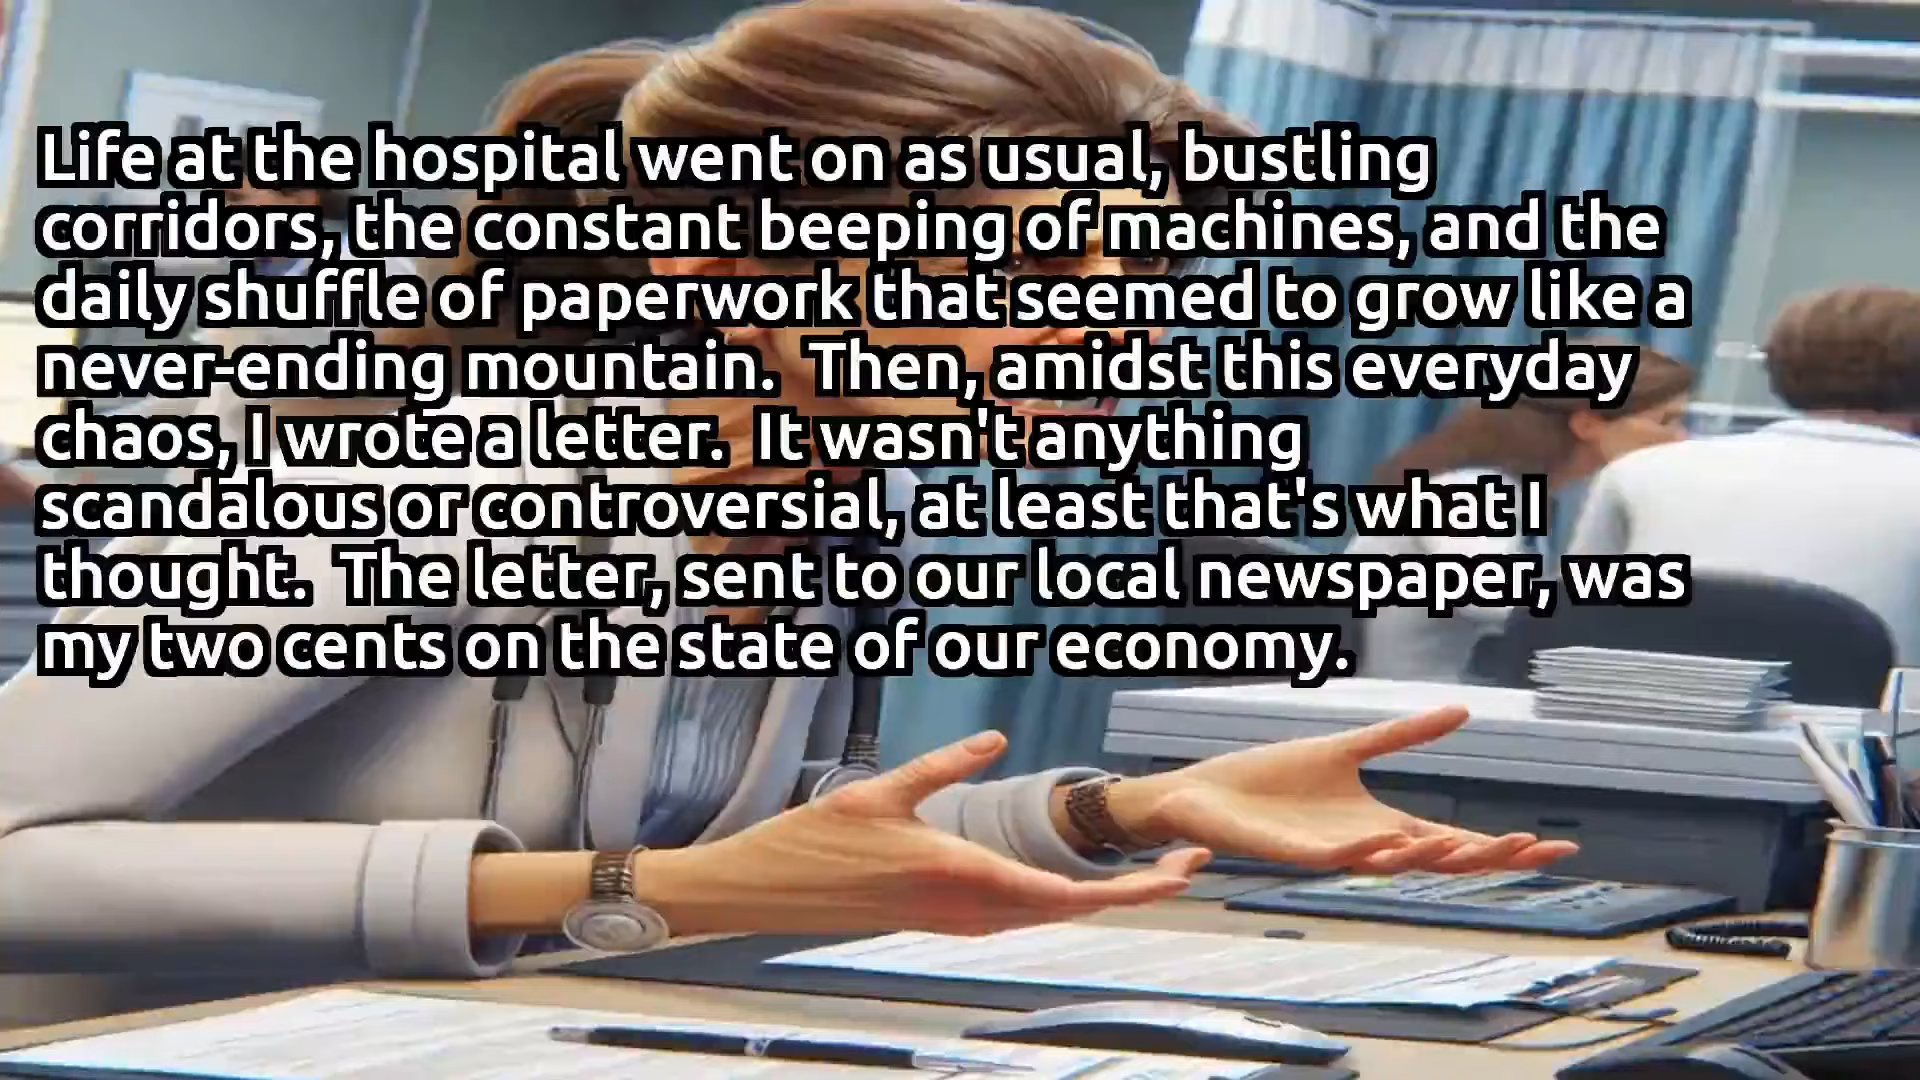 Life at the hospital went on as usual, bustling
corridors, the constant beeping of machines, and the
daily shuffle of paperwork that seemed to grow like a
never-ending mountain.  Then, amidst this everyday
chaos, I wrote a letter.  It wasn't anything
scandalous or controversial, at least that's what I
thought.  The letter, sent to our local newspaper, was
my two cents on the state of our economy.